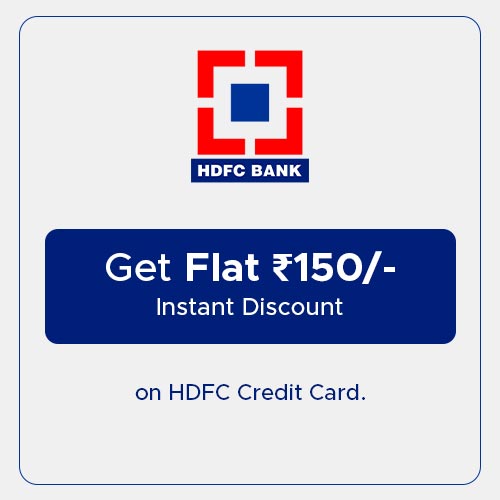 HDFC BANK
Get Flat ₹150/-
Instant Discount
on HDFC Credit Card.